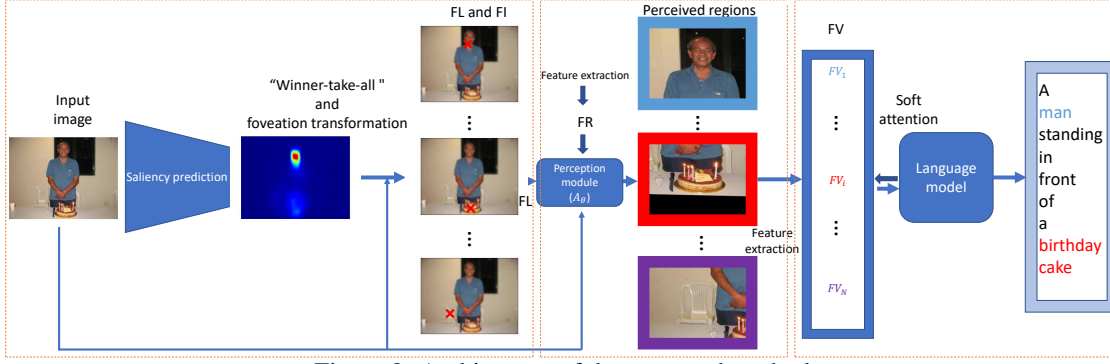 FL and FI
Perceived regions
FV
"Winner-take-all "
and
foveation transformation
Input
image
Saliency prediction
Feature extraction
FR
FL
Perception
module
(A_θ)
Feature
extraction
FV_1
FV_i
FV_N
Soft
attention
Language
model
A
man
standing
in
front
of
a
birthday
cake